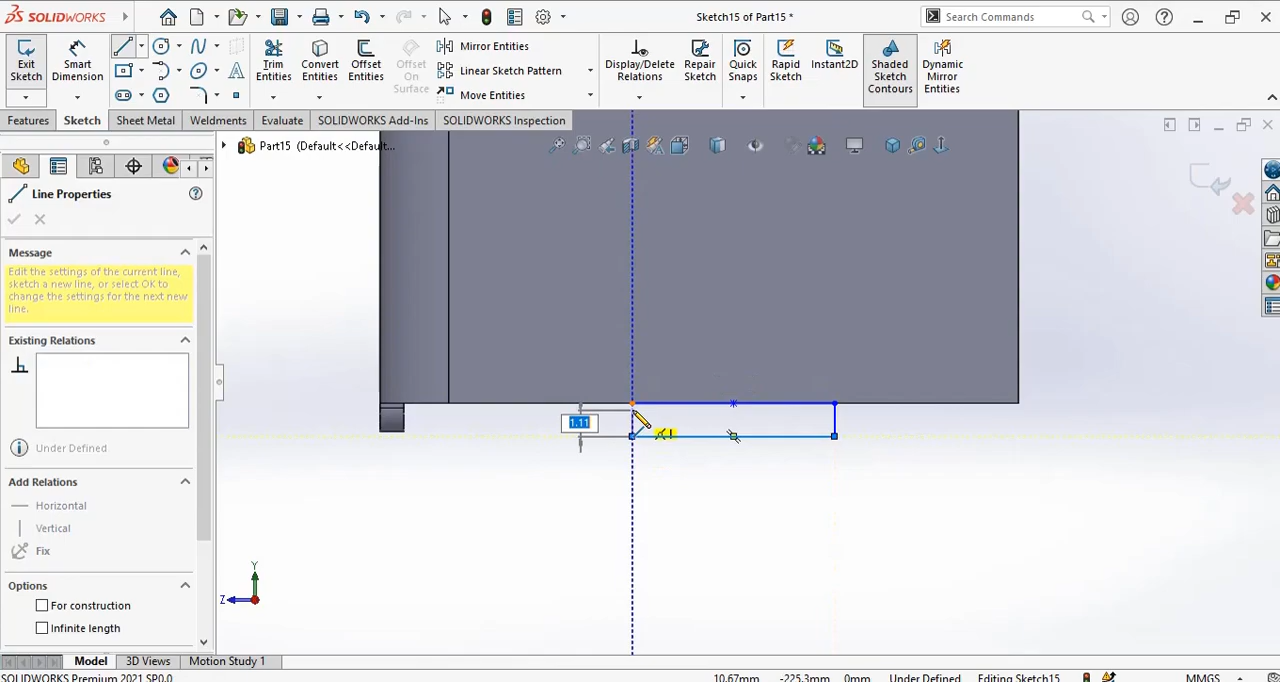 SOLIDWORKS
Sketch15 of Part15 *
Search Commands
Exit Sketch
Smart Dimension
Trim Entities
Convert Entities
Offset Entities
Offset On Surface
Mirror Entities
Linear Sketch Pattern
Move Entities
Display/Delete Relations
Repair Sketch
Quick Snaps
Rapid Sketch
Instant2D
Shaded Sketch Contours
Dynamic Mirror Entities
Features
Sketch
Sheet Metal
Weldments
Evaluate
SOLIDWORKS Add-Ins
SOLIDWORKS Inspection
Part15 (Default<<Default...
Line Properties
Message
Edit the settings of the current line,
sketch a new line, or select OK to
change the settings for the next new
line.
Existing Relations
Under Defined
Add Relations
Horizontal
Vertical
Fix
Options
For construction
Infinite length
1.11
Y
Z
Model
3D Views
Motion Study 1
SOLIDWORKS Premium 2021 SP0.0
10.67mm
-225.3mm
0mm
Under Defined
Editing Sketch15
MMGS